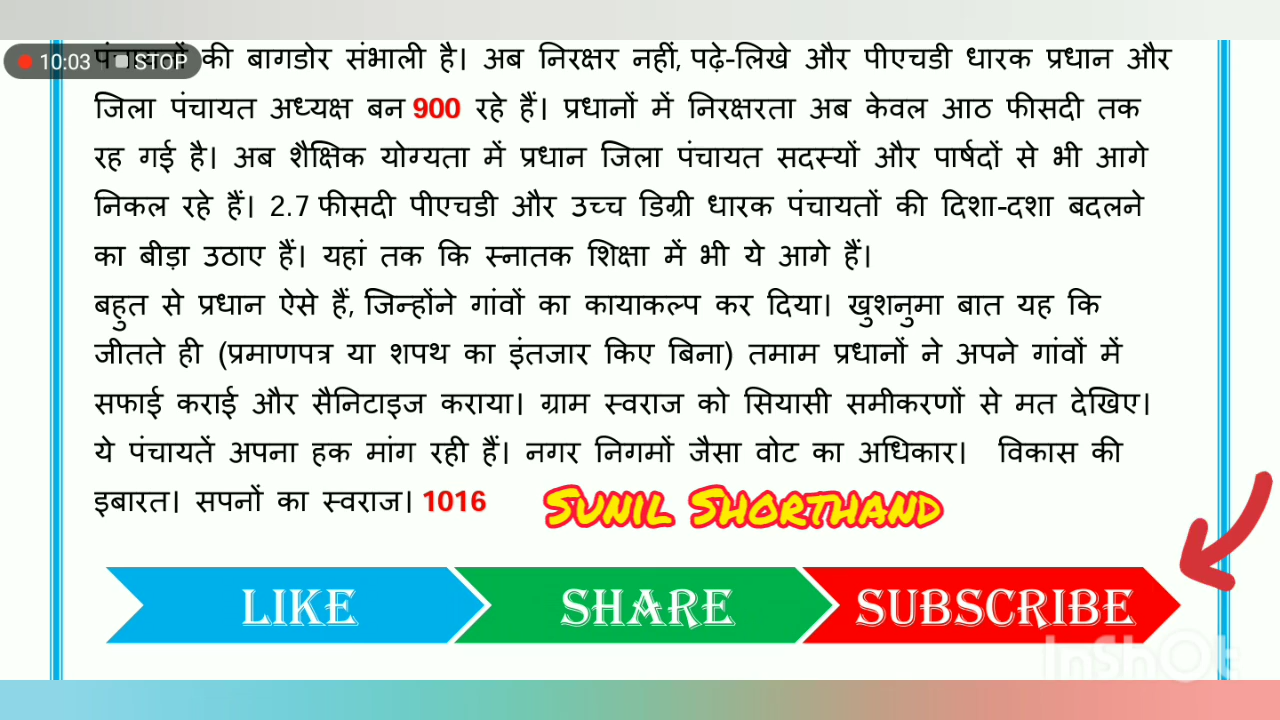 पंचायतों की बागडोर संभाली है। अब निरक्षर नहीं, पढ़े-लिखे और पीएचडी धारक प्रधान और
10:03 STOP
जिला पंचायत अध्यक्ष बन 900 रहे हैं। प्रधानों में निरक्षरता अब केवल आठ फीसदी तक
रह गई है। अब शैक्षिक योग्यता में प्रधान जिला पंचायत सदस्यों और पार्षदों से भी आगे
निकल रहे हैं। 2.7 फीसदी पीएचडी और उच्च डिग्री धारक पंचायतों की दिशा-दशा बदलने
का बीड़ा उठाए हैं। यहां तक कि स्नातक शिक्षा में भी ये आगे हैं।
बहुत से प्रधान ऐसे हैं, जिन्होंने गांवों का कायाकल्प कर दिया। खुशनुमा बात यह कि
जीतते ही (प्रमाणपत्र या शपथ का इंतजार किए बिना) तमाम प्रधानों ने अपने गांवों में
सफाई कराई और सैनिटाइज कराया। ग्राम स्वराज को सियासी समीकरणों से मत देखिए।
ये पंचायतें अपना हक मांग रही हैं। नगर निगमों जैसा वोट का अधिकार। विकास की
इबारत। सपनों का स्वराज। 1016 SUNIL SHORTHAND
LIKE SHARE SUBSCRIBE
InShOt